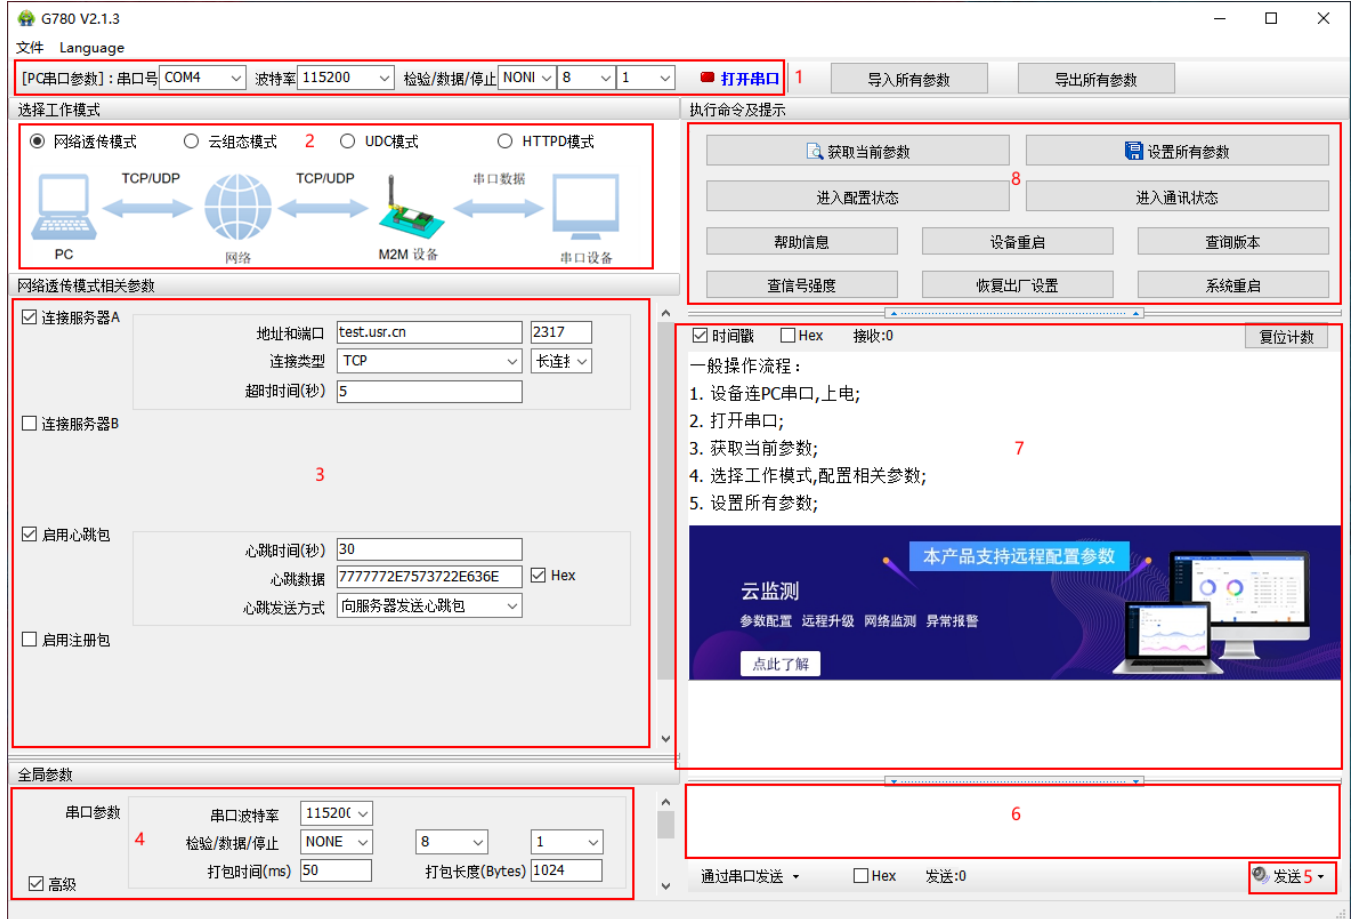 G780 V2.1.3
文件 Language
[PC串口参数]：串口号 COM4 波特率 115200 检验/数据/停止 NONI 8 1 打开串口 1 导入所有参数 导出所有参数
选择工作模式
网络透传模式 云组态模式 2 UDC模式 HTTPD模式
TCP/UDP TCP/UDP 串口数据
PC 网络 M2M 设备 串口设备
网络透传模式相关参数
连接服务器A
地址和端口 test.usr.cn 2317
连接类型 TCP 长连接
超时时间(秒) 5
连接服务器B
3
启用心跳包
心跳时间(秒) 30
心跳数据 7777772E7573722E636E Hex
心跳发送方式 向服务器发送心跳包
启用注册包
全局参数
串口参数 串口波特率 115200
4 检验/数据/停止 NONE 8 1
打包时间(ms) 50 打包长度(Bytes) 1024
高级
执行命令及提示
获取当前参数 设置所有参数
8
进入配置状态 进入通讯状态
帮助信息 设备重启 查询版本
查信号强度 恢复出厂设置 系统重启
时间戳 Hex 接收:0 复位计数
一般操作流程：
1. 设备连PC串口,上电;
2. 打开串口;
3. 获取当前参数; 7
4. 选择工作模式,配置相关参数;
5. 设置所有参数;
本产品支持远程配置参数
云监测
参数配置 远程升级 网络监测 异常报警
点此了解
6
通过串口发送 Hex 发送:0 发送 5